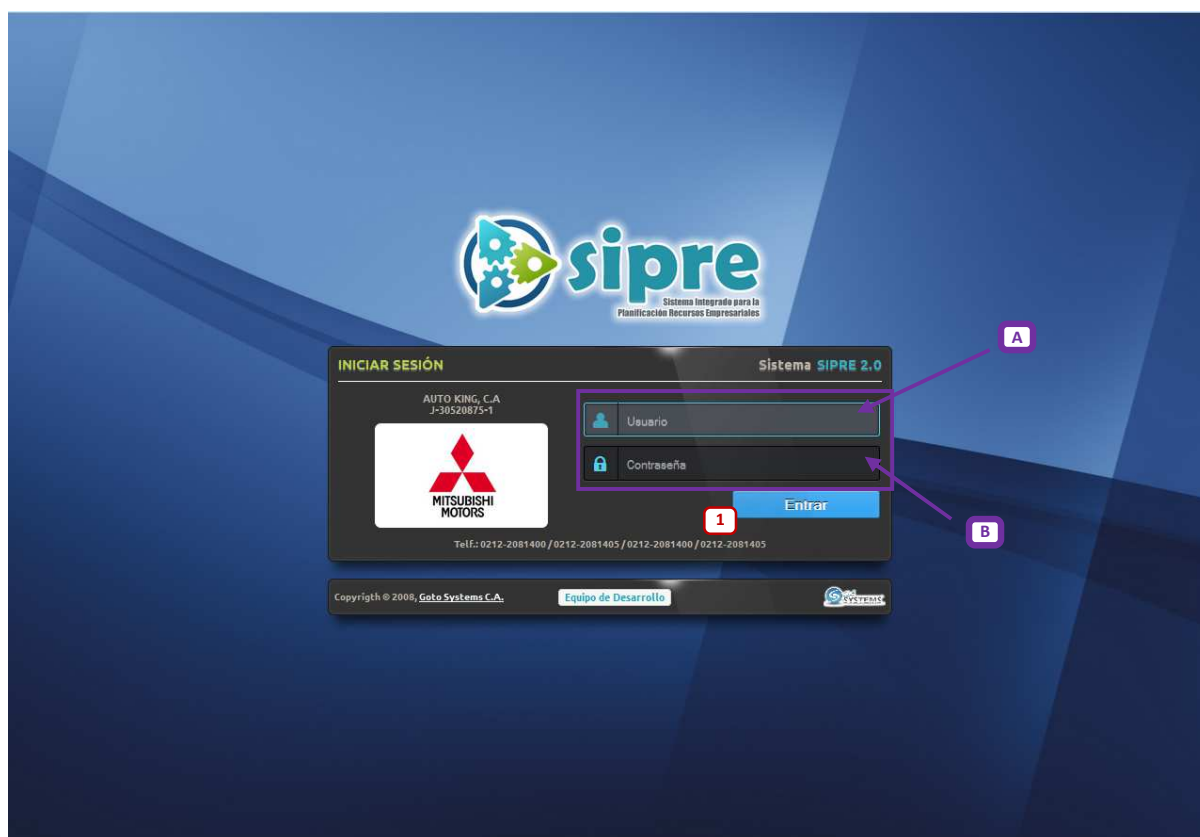 sipre
Sistema Integrado para la
Planificación Recursos Empresariales
A
INICIAR SESIÓN
Sistema SIPRE 2.0
AUTO KING, C.A
J-30520875-1
Usuario
Contraseña
MITSUBISHI
MOTORS
Entrar
1
B
Telf.: 0212-2081400 / 0212-2081405 / 0212-2081400 / 0212-2081405
Copyrigth © 2008, Goto Systems C.A.
Equipo de Desarrollo
SYSTEMS